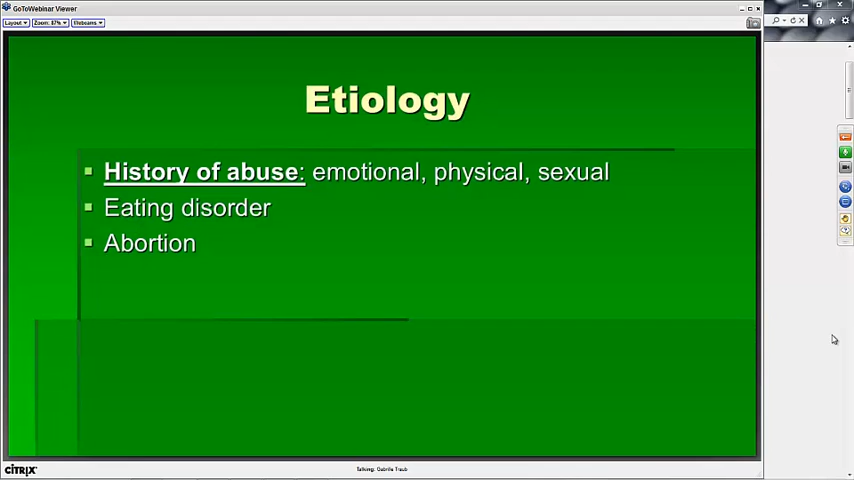 GoToWebinar Viewer
Layout Zoom: 87% Webcams
Etiology
History of abuse: emotional, physical, sexual
Eating disorder
Abortion
CITRIX
Talking: Gabrille Traub